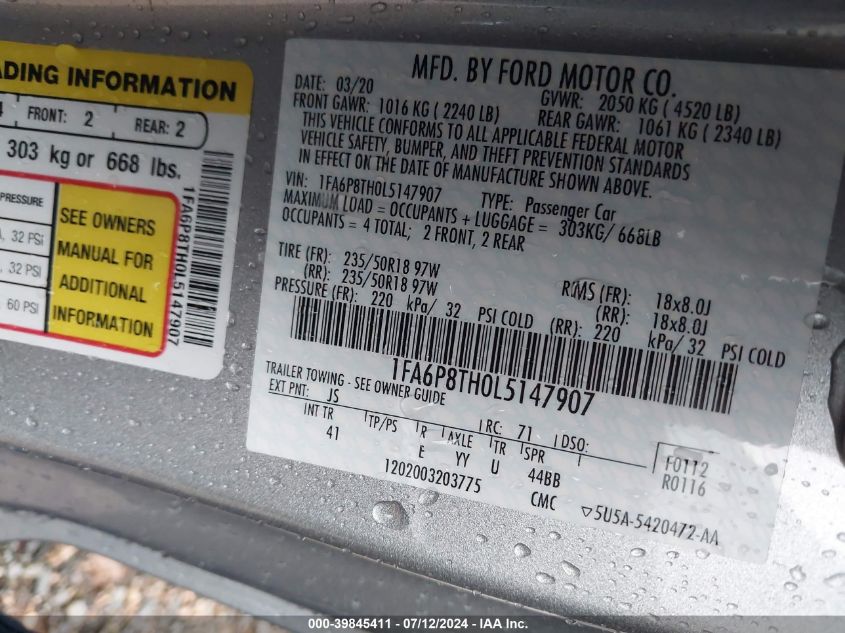 ADING INFORMATION
4 FRONT: 2 REAR: 2
303 kg or 668 lbs.
PRESSURE
32 PSI
32 PSI
60 PSI
SEE OWNERS
MANUAL FOR
ADDITIONAL
INFORMATION
1FA6P8TH0L5147907
MFD. BY FORD MOTOR CO.
DATE: 03/20 GVWR: 2050 KG ( 4520 LB)
FRONT GAWR: 1016 KG ( 2240 LB) REAR GAWR: 1061 KG ( 2340 LB)
THIS VEHICLE CONFORMS TO ALL APPLICABLE FEDERAL MOTOR
VEHICLE SAFETY, BUMPER, AND THEFT PREVENTION STANDARDS
IN EFFECT ON THE DATE OF MANUFACTURE SHOWN ABOVE.
VIN: 1FA6P8TH0L5147907 TYPE: Passenger Car
MAXIMUM LOAD = OCCUPANTS + LUGGAGE = 303KG/ 668LB
OCCUPANTS = 4 TOTAL; 2 FRONT, 2 REAR
TIRE (FR): 235/50R18 97W RIMS (FR): 18x8.0J
(RR): 235/50R18 97W (RR): 18x8.0J
PRESSURE (FR): 220 kPa/ 32 PSI COLD (RR): 220 kPa/ 32 PSI COLD
1FA6P8TH0L5147907
TRAILER TOWING - SEE OWNER GUIDE
EXT PNT: JS RC: 71 DSO:
INT TR TP/PS R AXLE TR SPR F0112
41 E YY U 44BB R0116
1202003203775 CMC
5U5A-5420472-AA
000-39845411 - 07/12/2024 - IAA Inc.